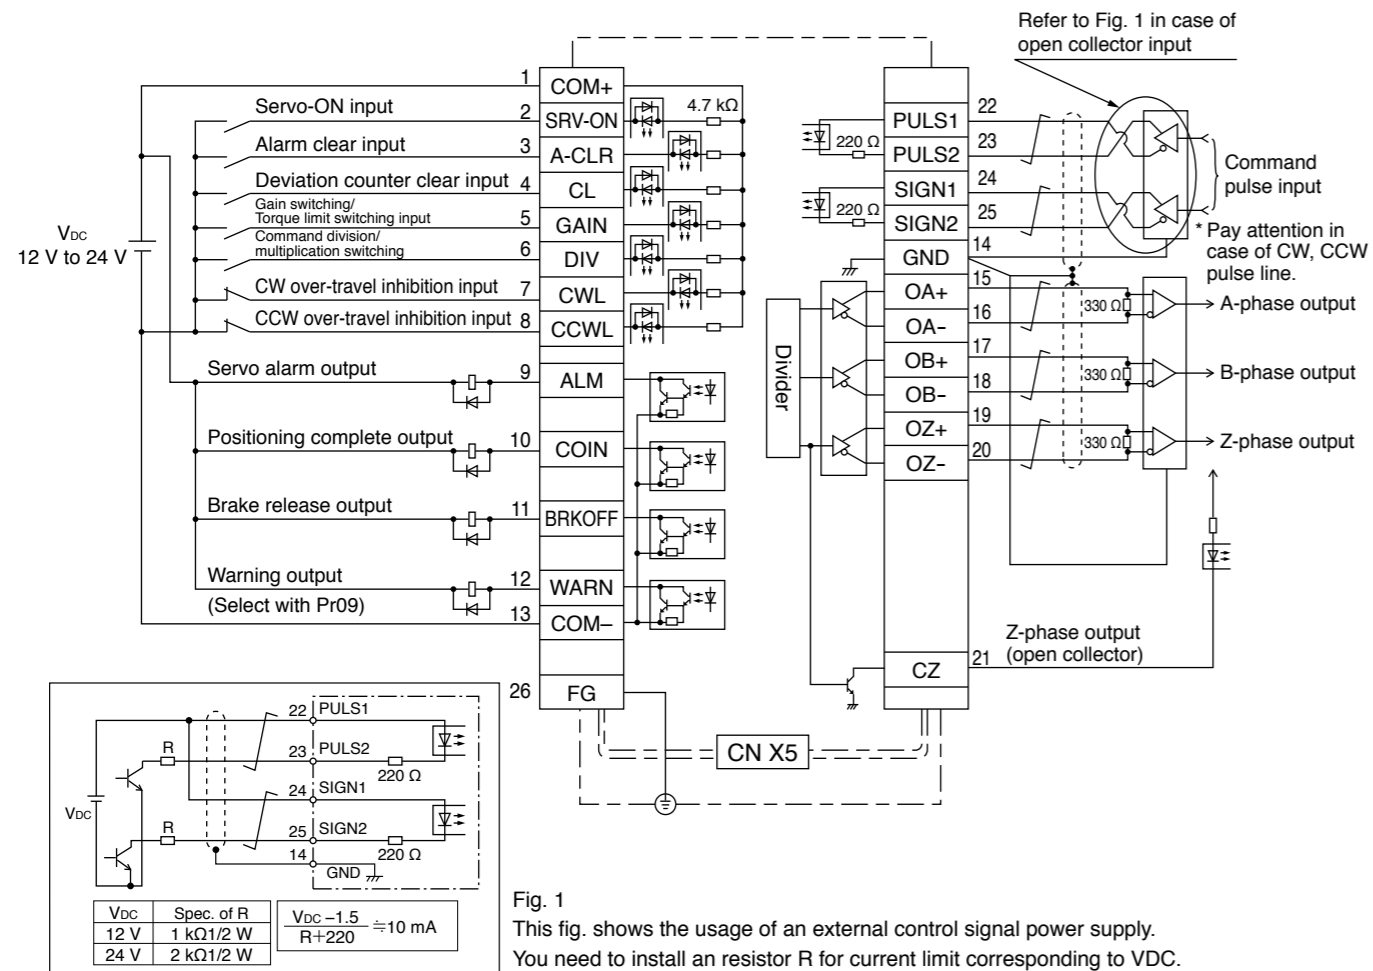 Refer to Fig. 1 in case of
open collector input
VDC
12 V to 24 V
1 COM+
Servo-ON input 2 SRV-ON 4.7 kΩ
Alarm clear input 3 A-CLR
Deviation counter clear input 4 CL
Gain switching/
Torque limit switching input 5 GAIN
Command division/
multiplication switching 6 DIV
CW over-travel inhibition input 7 CWL
CCW over-travel inhibition input 8 CCWL
Servo alarm output 9 ALM
Positioning complete output 10 COIN
Brake release output 11 BRKOFF
Warning output 12 WARN
(Select with Pr09)
13 COM–
26 FG
PULS1 22
220 Ω PULS2 23
SIGN1 24
220 Ω SIGN2 25
GND 14
Command
pulse input
* Pay attention in
case of CW, CCW
pulse line.
Divider
OA+ 15
330 Ω A-phase output
OA– 16
OB+ 17
330 Ω B-phase output
OB– 18
OZ+ 19
330 Ω Z-phase output
OZ– 20
Z-phase output
(open collector)
CZ 21
CN X5
22 PULS1
R 23 PULS2
220 Ω
24 SIGN1
VDC
R 25 SIGN2
220 Ω
14 GND
VDC Spec. of R
12 V 1 kΩ1/2 W
24 V 2 kΩ1/2 W
VDC –1.5
R+220
≒10 mA
Fig. 1
This fig. shows the usage of an external control signal power supply.
You need to install an resistor R for current limit corresponding to VDC.